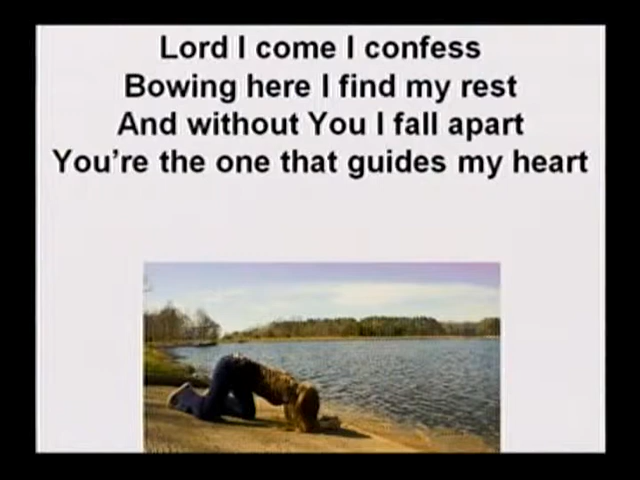 Lord I come I confess
Bowing here I find my rest
And without You I fall apart
You're the one that guides my heart